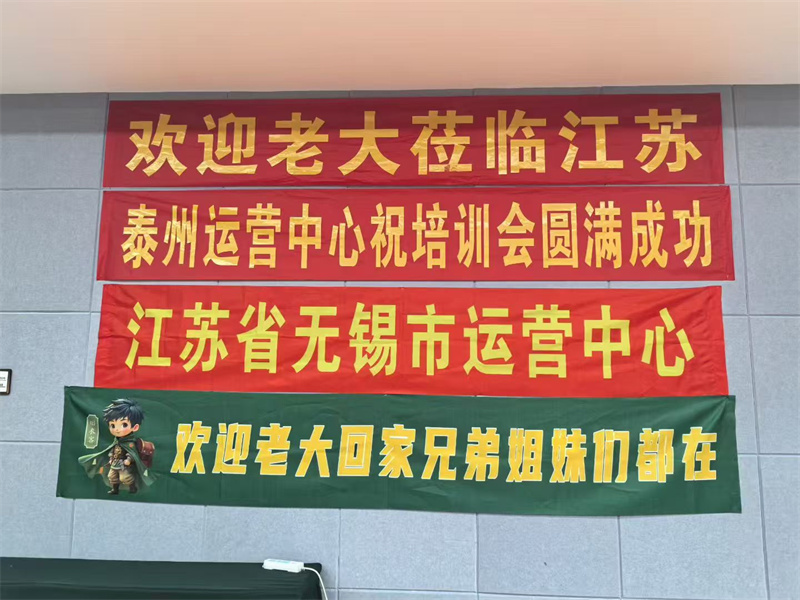 欢迎老大莅临江苏
泰州运营中心祝培训会圆满成功
江苏省无锡市运营中心
欢迎老大回家兄弟姐妹们都在